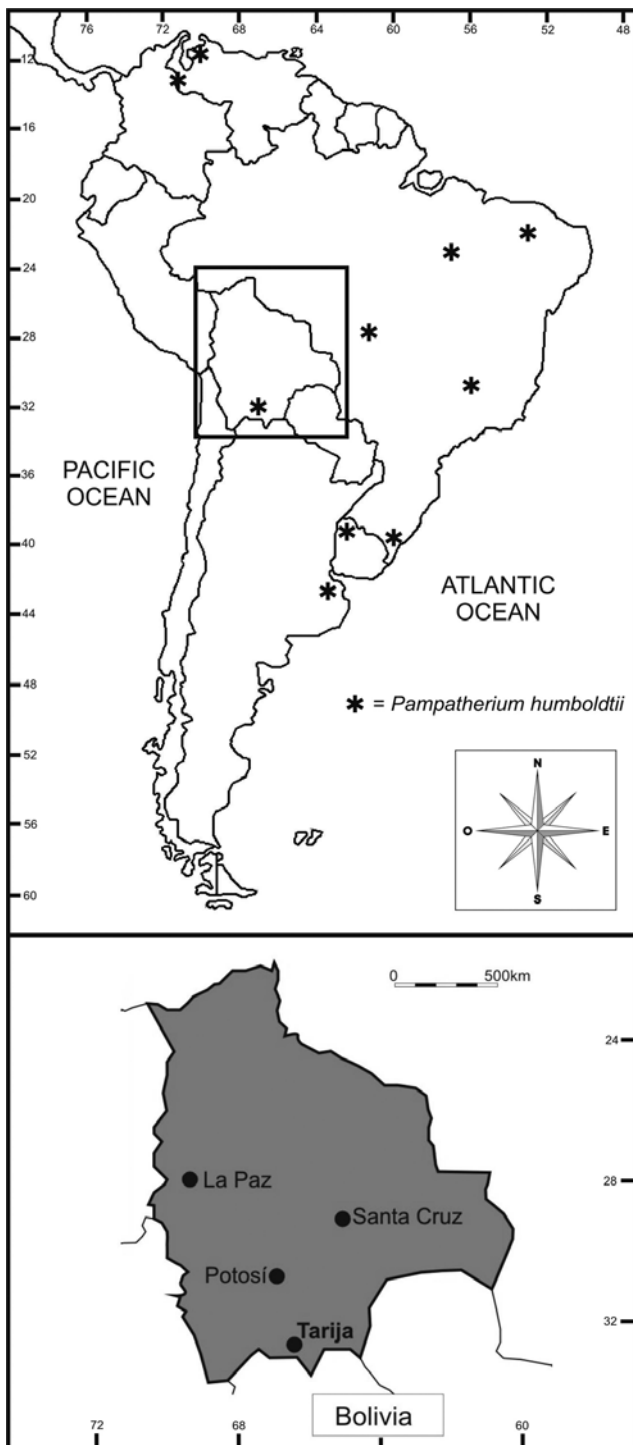 76 72 68 64 60 56 52 48
12
16
20
24
28
32
36
PACIFIC
OCEAN
40
ATLANTIC
OCEAN
44
48
* = Pampatherium humboldtii
52
N
56
O E
S
60
0 500km
24
La Paz
28
Santa Cruz
Potosí
Tarija
32
Bolivia
72 68 60